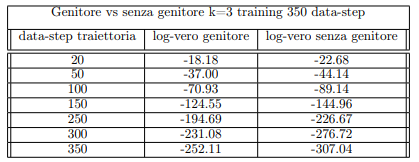 Genitore vs senza genitore k=3 training 350 data-step
data-step traiettoria log-vero genitore log-vero senza genitore
20 -18.18 -22.68
50 -37.00 -44.14
100 -70.93 -89.14
150 -124.55 -144.96
250 -194.69 -226.67
300 -231.08 -276.72
350 -252.11 -307.04